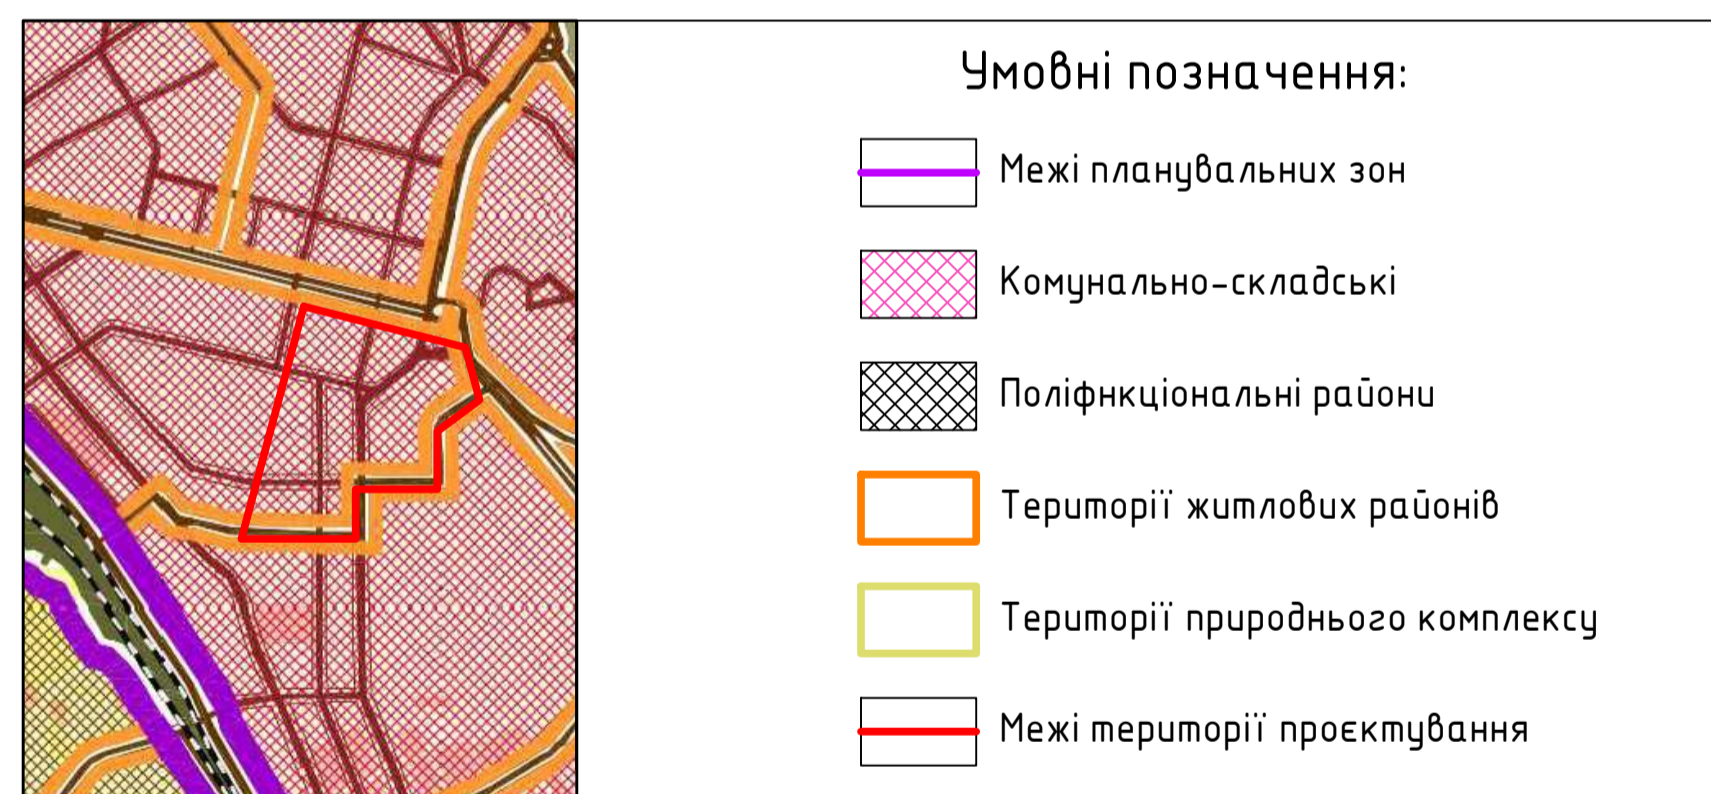 Умовні позначення:
Межі планувальних зон
Комунально-складські
Поліфнкціональні райони
Території житлових районів
Території природнього комплексу
Межі території проєктування